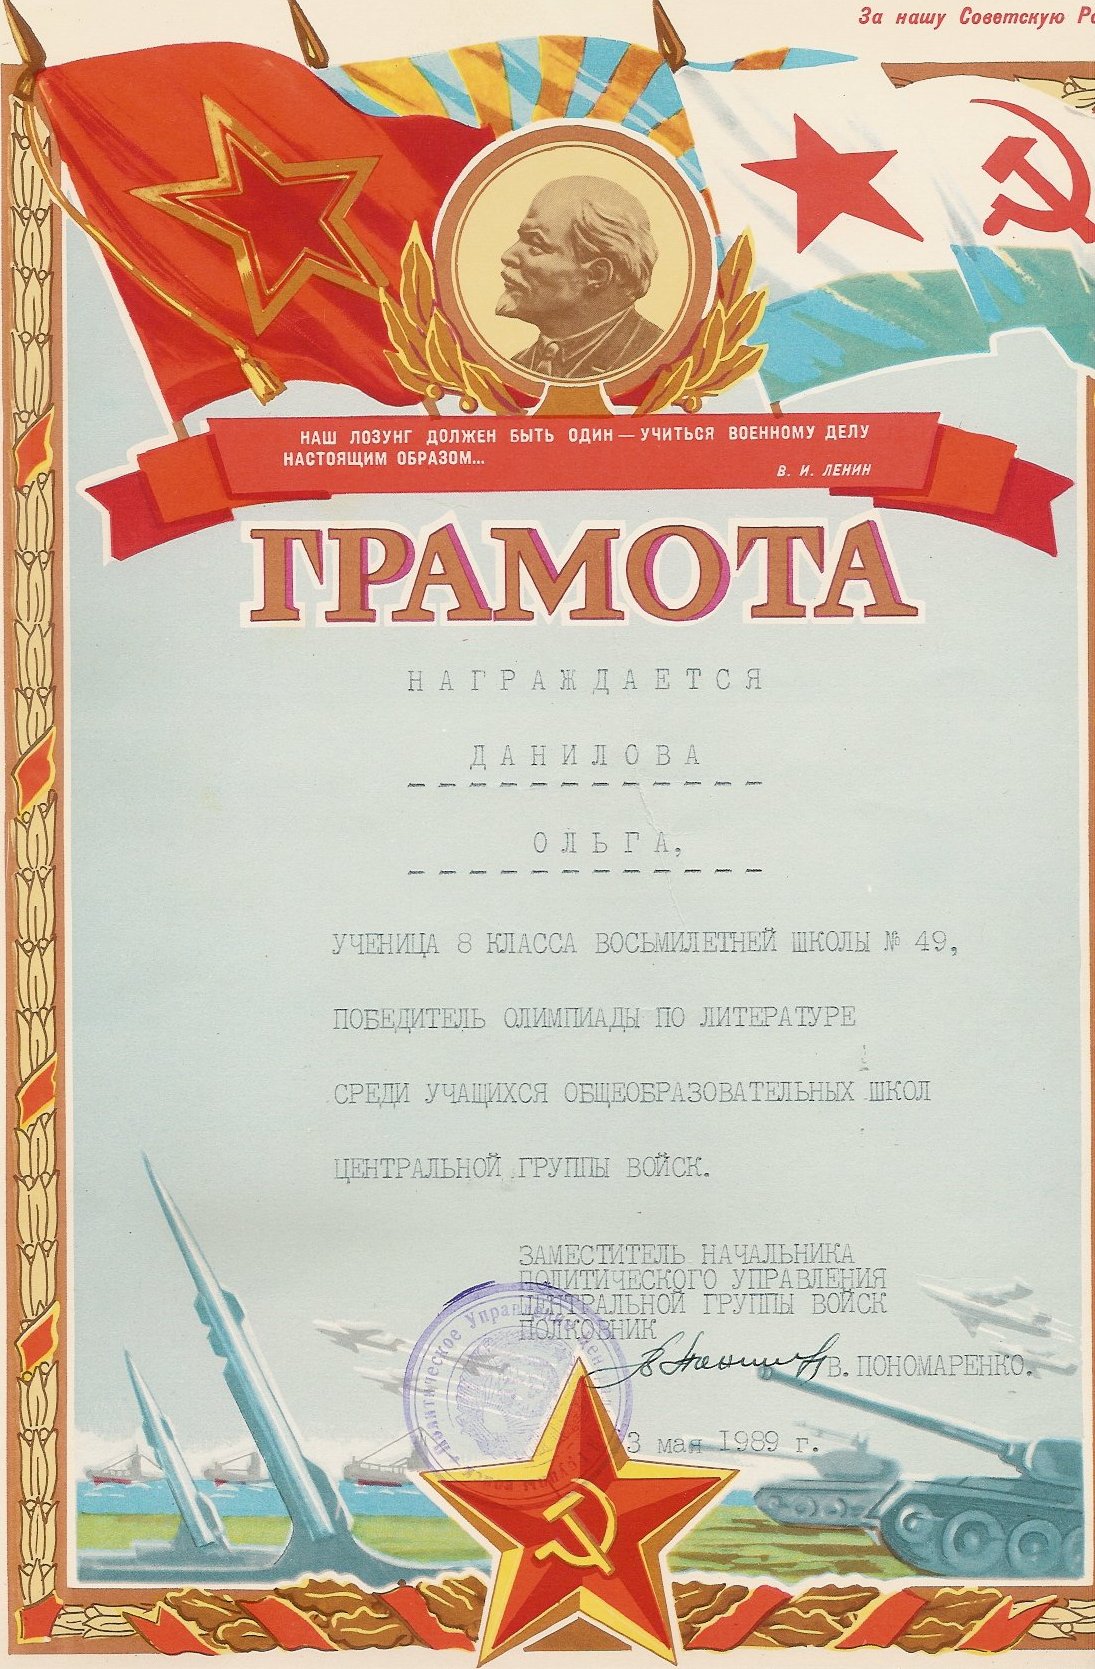 За нашу Советскую
НАШ ЛОЗУНГ ДОЛЖЕН БЫТЬ ОДИН — УЧИТЬСЯ ВОЕННОМУ ДЕЛУ
НАСТОЯЩИМ ОБРАЗОМ...
В. И. ЛЕНИН
ГРАМОТА
НАГРАЖДАЕТСЯ
ДАНИЛОВА
ОЛЬГА,
УЧЕНИЦА 8 КЛАССА ВОСЬМИЛЕТНЕЙ ШКОЛЫ № 49,
ПОБЕДИТЕЛЬ ОЛИМПИАДЫ ПО ЛИТЕРАТУРЕ
СРЕДИ УЧАЩИХСЯ ОБЩЕОБРАЗОВАТЕЛЬНЫХ ШКОЛ
ЦЕНТРАЛЬНОЙ ГРУППЫ ВОЙСК.
ЗАМЕСТИТЕЛЬ НАЧАЛЬНИКА
ПОЛИТИЧЕСКОГО УПРАВЛЕНИЯ
ЦЕНТРАЛЬНОЙ ГРУППЫ ВОЙСК
ПОЛКОВНИК
В. ПОНОМАРЕНКО.
Политическое Управление
3 мая 1989 г.